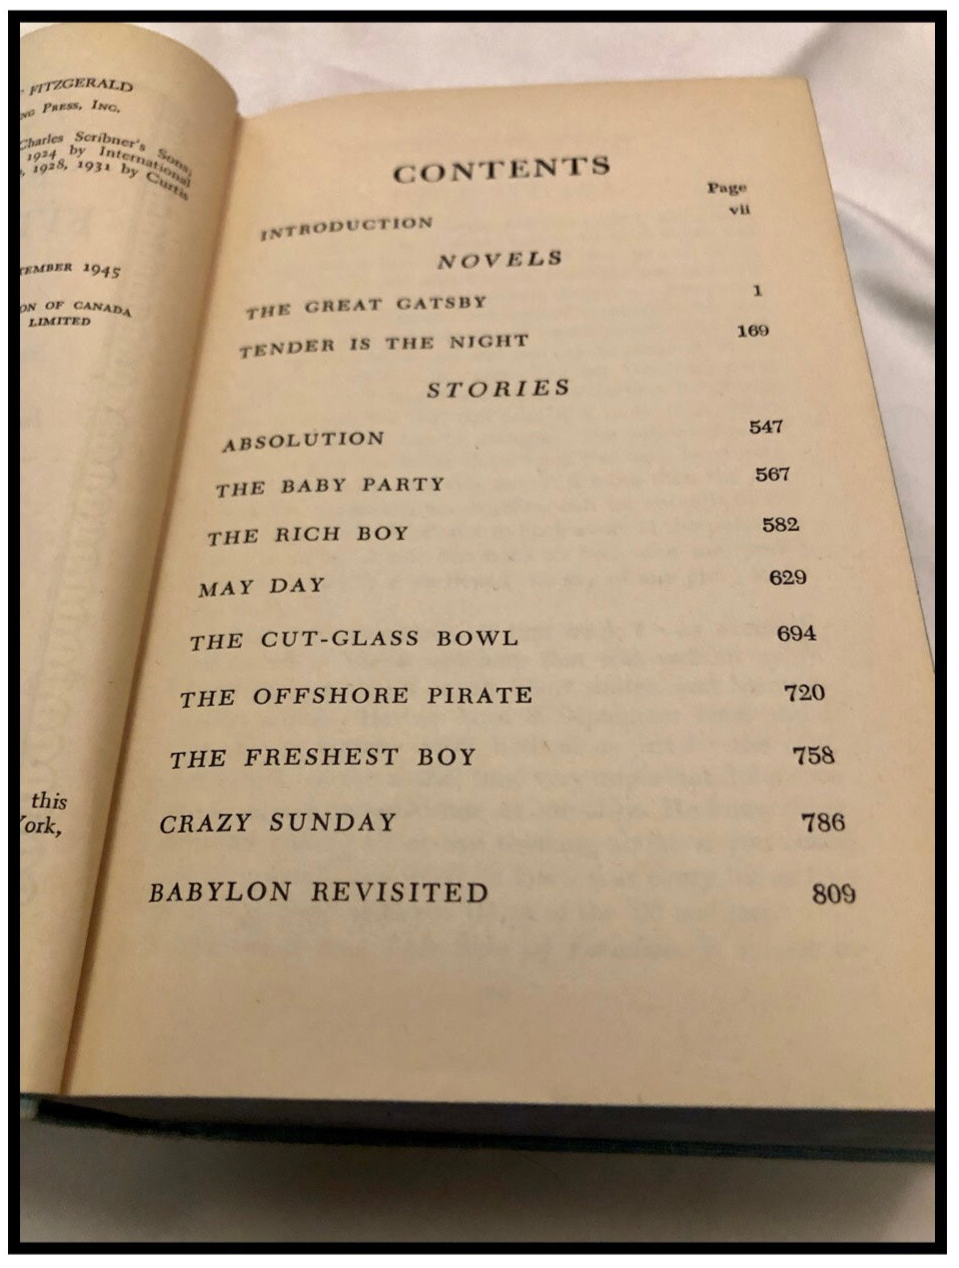 FITZGERALD
PRESS, INC.
Charles Scribner's Sons,
1924 by International
, 1928, 1931 by Curtis
1945
OF CANADA
LIMITED
this
CONTENTS
Page
INTRODUCTION vii
NOVELS
THE GREAT GATSBY 1
TENDER IS THE NIGHT 169
STORIES
ABSOLUTION 547
THE BABY PARTY 567
THE RICH BOY 582
MAY DAY 629
THE CUT-GLASS BOWL 694
THE OFFSHORE PIRATE 720
THE FRESHEST BOY 758
CRAZY SUNDAY 786
BABYLON REVISITED 809